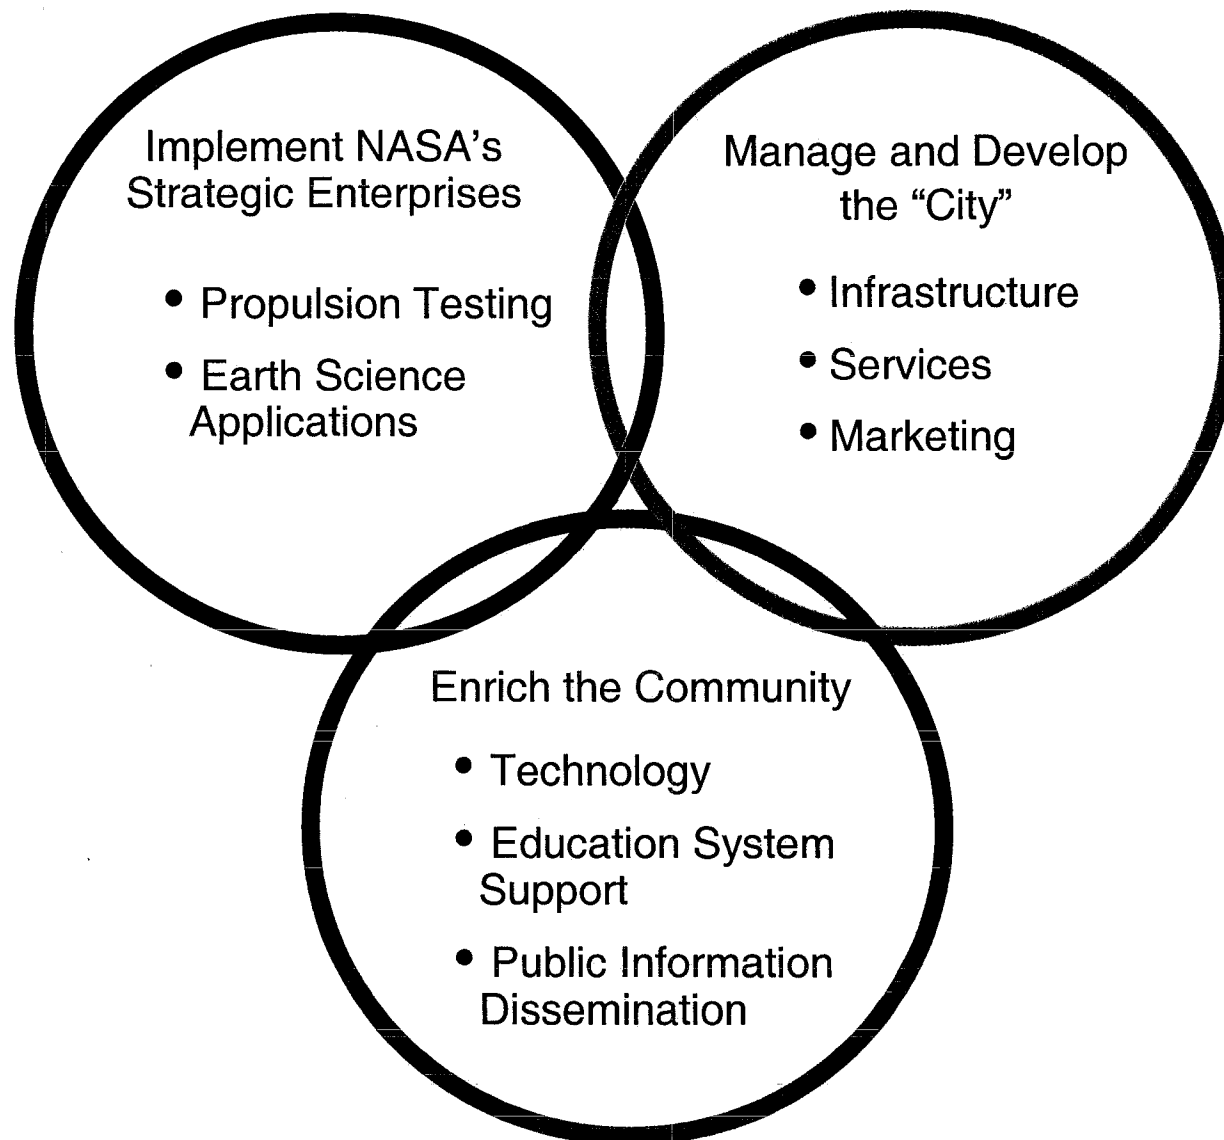 Implement NASA's
Strategic Enterprises
• Propulsion Testing
• Earth Science
Applications
Manage and Develop
the “City”
• Infrastructure
• Services
• Marketing
Enrich the Community
• Technology
• Education System
Support
• Public Information
Dissemination